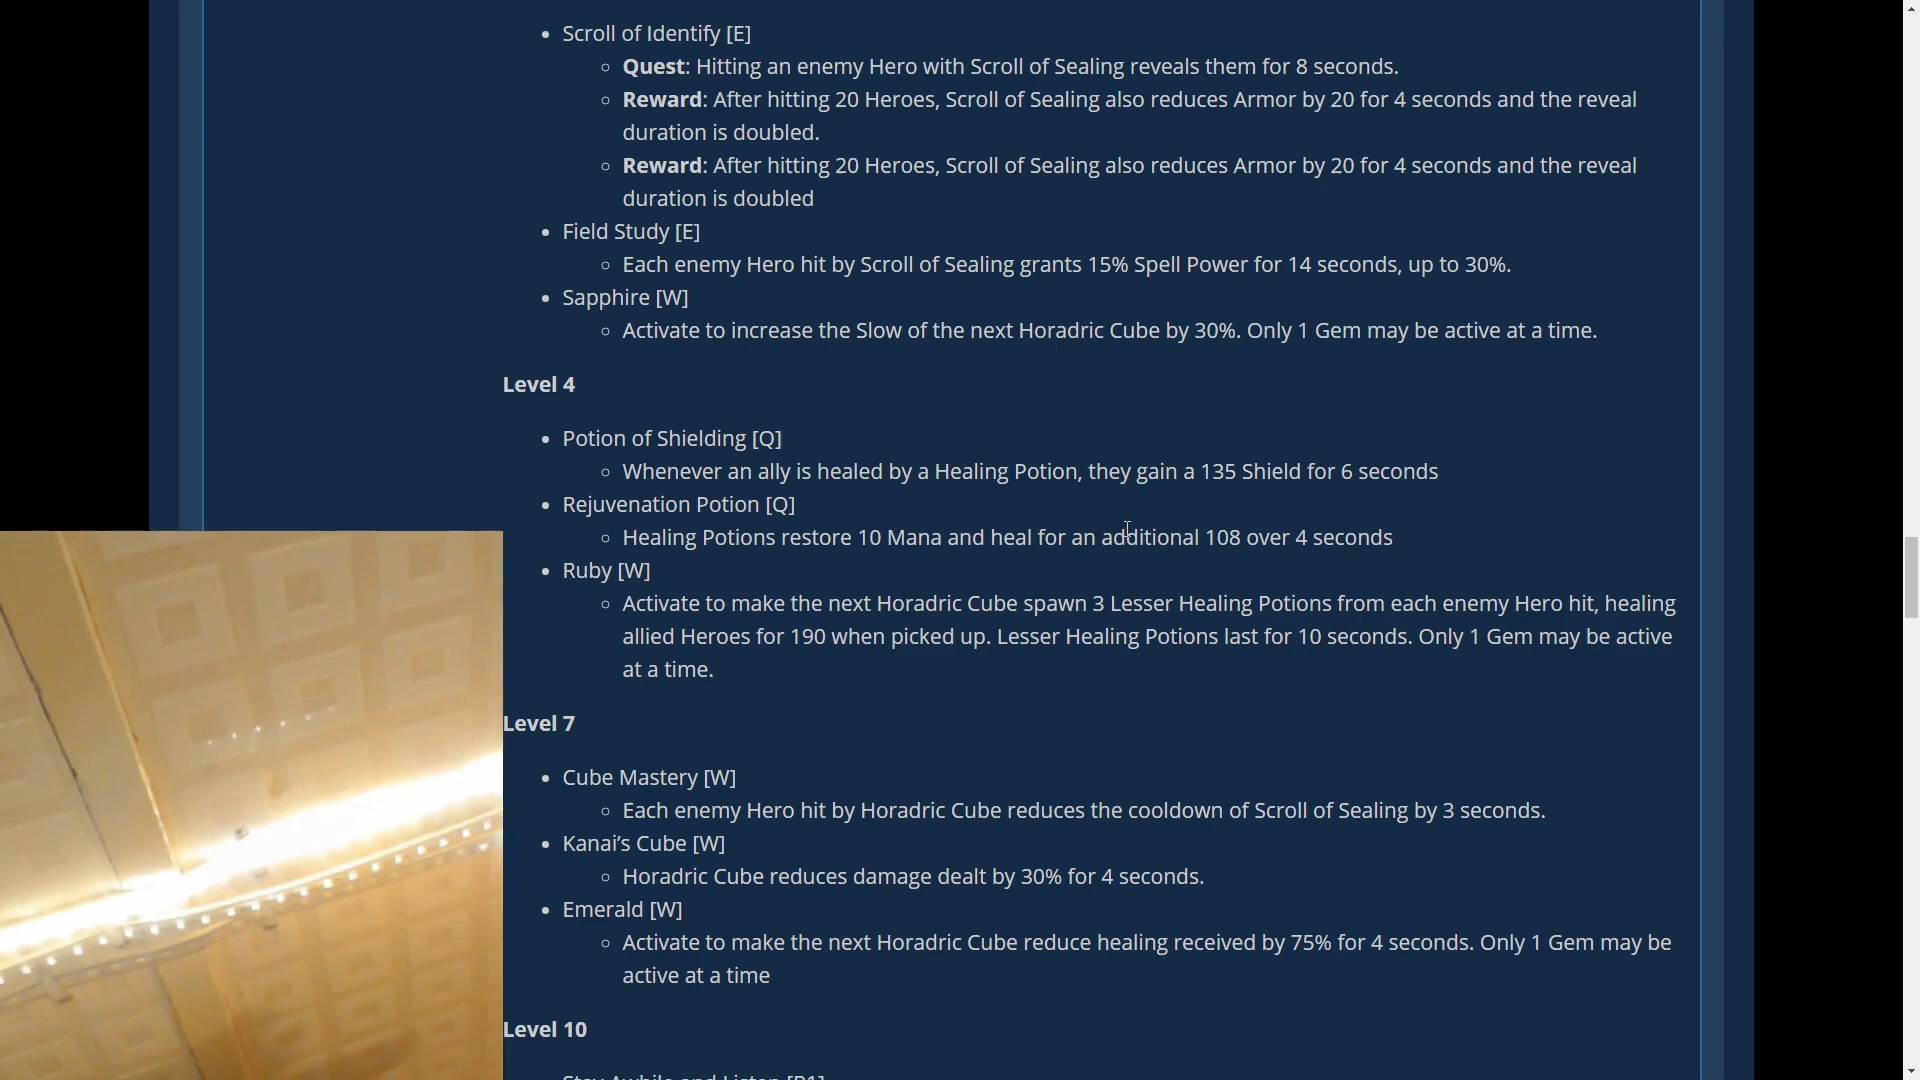 Scroll of Identify [E]
Quest: Hitting an enemy Hero with Scroll of Sealing reveals them for 8 seconds.
Reward: After hitting 20 Heroes, Scroll of Sealing also reduces Armor by 20 for 4 seconds and the reveal
duration is doubled.
Reward: After hitting 20 Heroes, Scroll of Sealing also reduces Armor by 20 for 4 seconds and the reveal
duration is doubled
Field Study [E]
Each enemy Hero hit by Scroll of Sealing grants 15% Spell Power for 14 seconds, up to 30%.
Sapphire [W]
Activate to increase the Slow of the next Horadric Cube by 30%. Only 1 Gem may be active at a time.
Level 4
Potion of Shielding [Q]
Whenever an ally is healed by a Healing Potion, they gain a 135 Shield for 6 seconds
Rejuvenation Potion [Q]
Healing Potions restore 10 Mana and heal for an additional 108 over 4 seconds
Ruby [W]
Activate to make the next Horadric Cube spawn 3 Lesser Healing Potions from each enemy Hero hit, healing
allied Heroes for 190 when picked up. Lesser Healing Potions last for 10 seconds. Only 1 Gem may be active
at a time.
Level 7
Cube Mastery [W]
Each enemy Hero hit by Horadric Cube reduces the cooldown of Scroll of Sealing by 3 seconds.
Kanai’s Cube [W]
Horadric Cube reduces damage dealt by 30% for 4 seconds.
Emerald [W]
Activate to make the next Horadric Cube reduce healing received by 75% for 4 seconds. Only 1 Gem may be
active at a time
Level 10